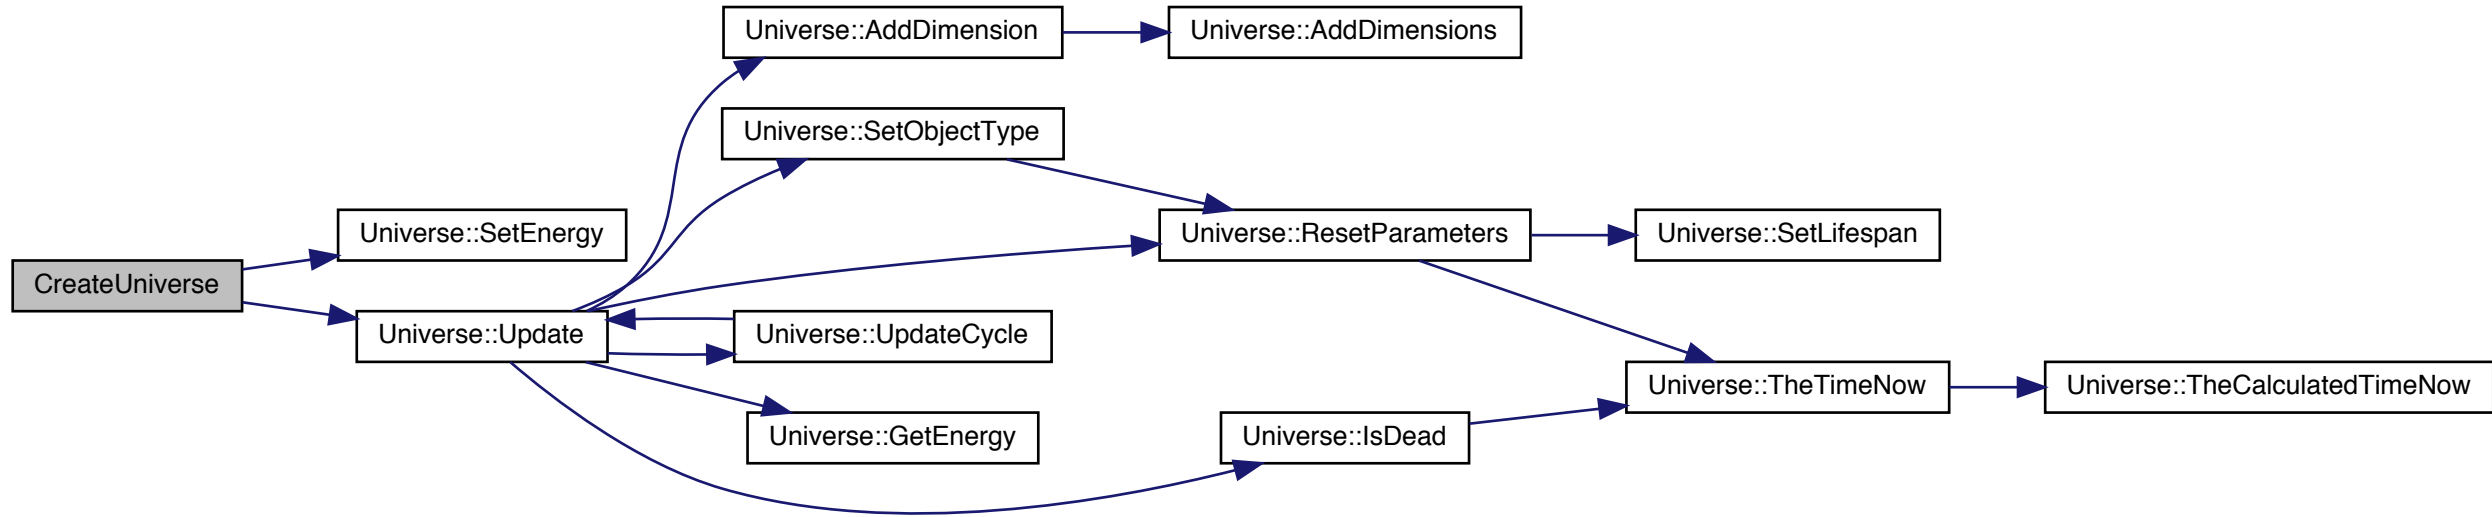 Universe::AddDimension
Universe::AddDimensions
Universe::SetObjectType
Universe::SetEnergy
Universe::ResetParameters
Universe::SetLifespan
CreateUniverse
Universe::Update
Universe::UpdateCycle
Universe::TheTimeNow
Universe::TheCalculatedTimeNow
Universe::GetEnergy
Universe::IsDead